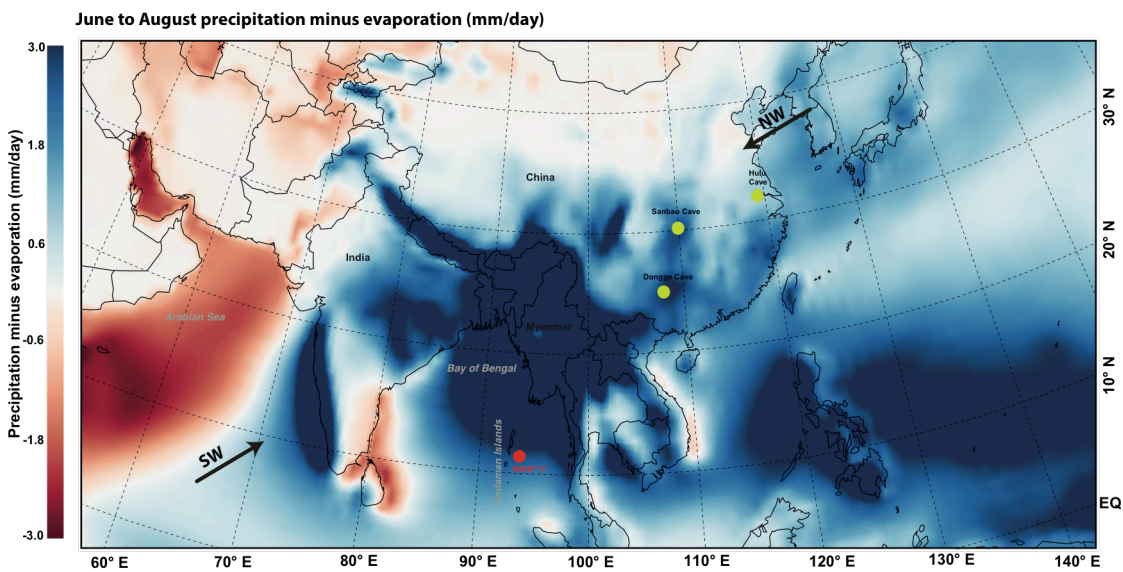 June to August precipitation minus evaporation (mm/day)
Precipitation minus evaporation (mm/day)
3.0
1.8
0.6
-0.6
-1.8
-3.0
NW
Hulu
Cave
China
Sanbao Cave
India
Dongge Cave
Arabian Sea
Myanmar
Bay of Bengal
SW
Andaman Islands
30° N
20° N
10° N
EQ
60° E
70° E
80° E
90° E
100° E
110° E
120° E
130° E
140° E